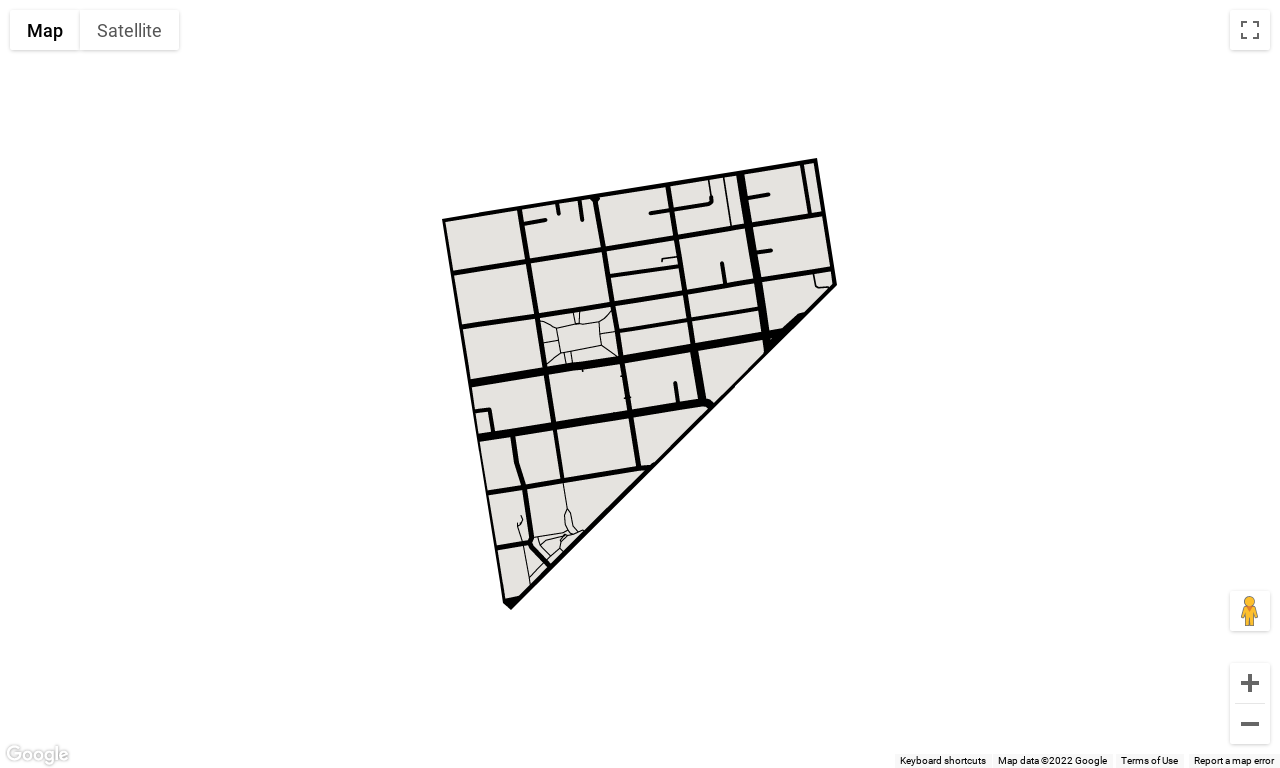 Map
Satellite
Google
Keyboard shortcuts
Map data ©2022 Google
Terms of Use
Report a map error